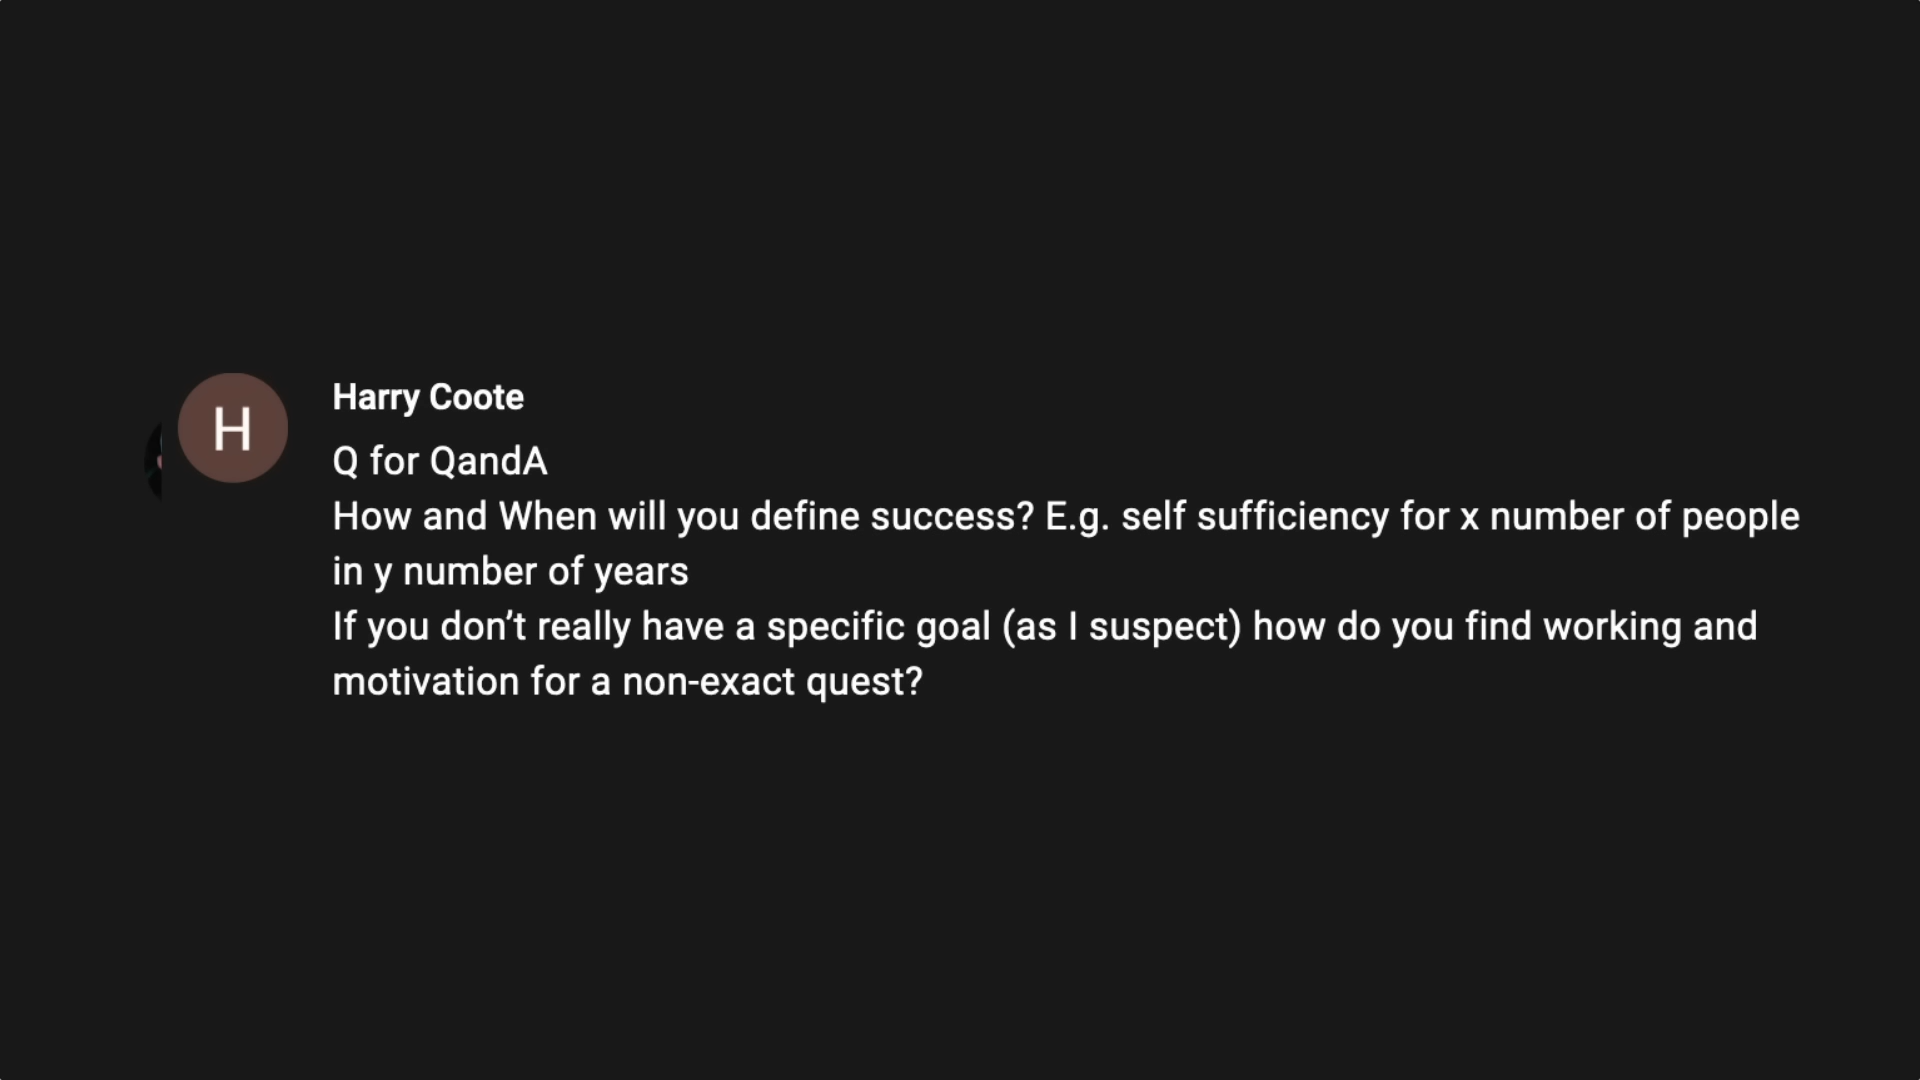 H
Harry Coote
Q for QandA
How and When will you define success? E.g. self sufficiency for x number of people
in y number of years
If you don’t really have a specific goal (as I suspect) how do you find working and
motivation for a non-exact quest?